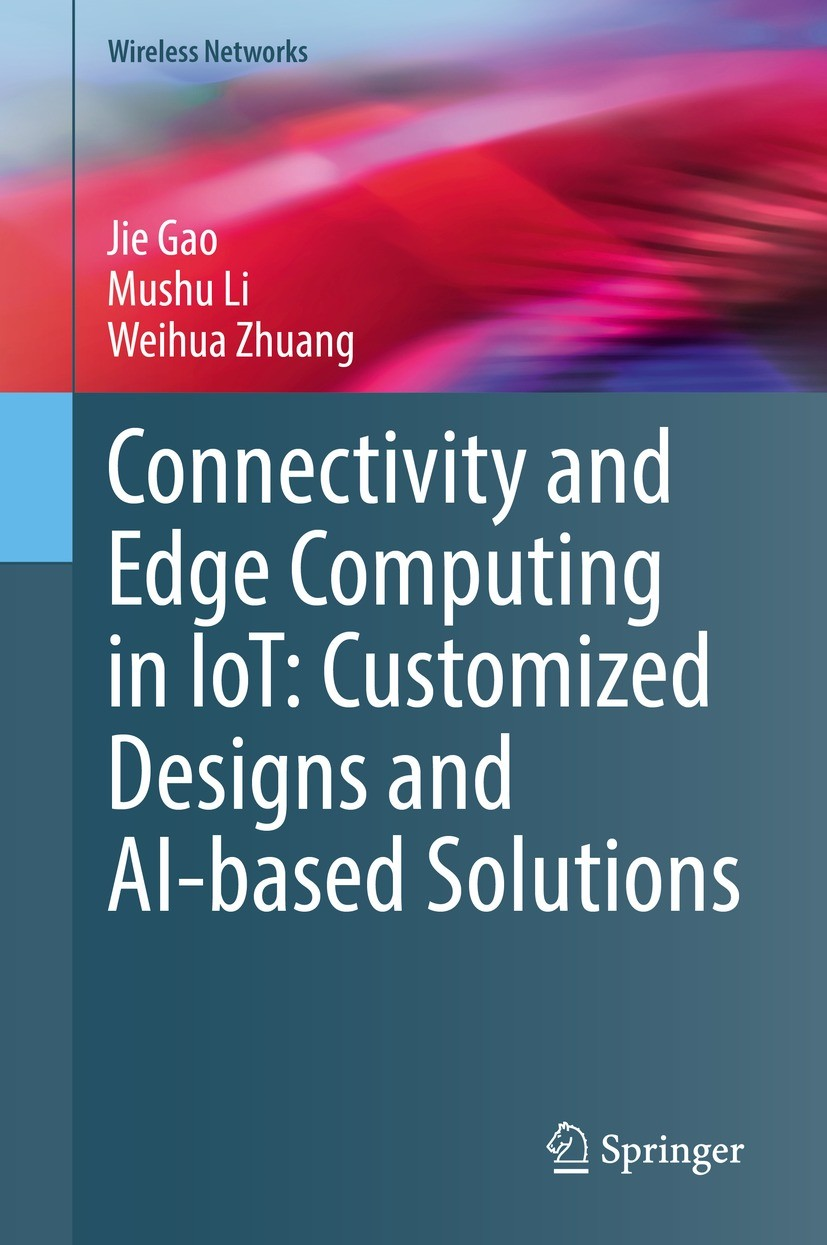 Wireless Networks
Jie Gao
Mushu Li
Weihua Zhuang
Connectivity and
Edge Computing
in IoT: Customized
Designs and
AI-based Solutions
Springer